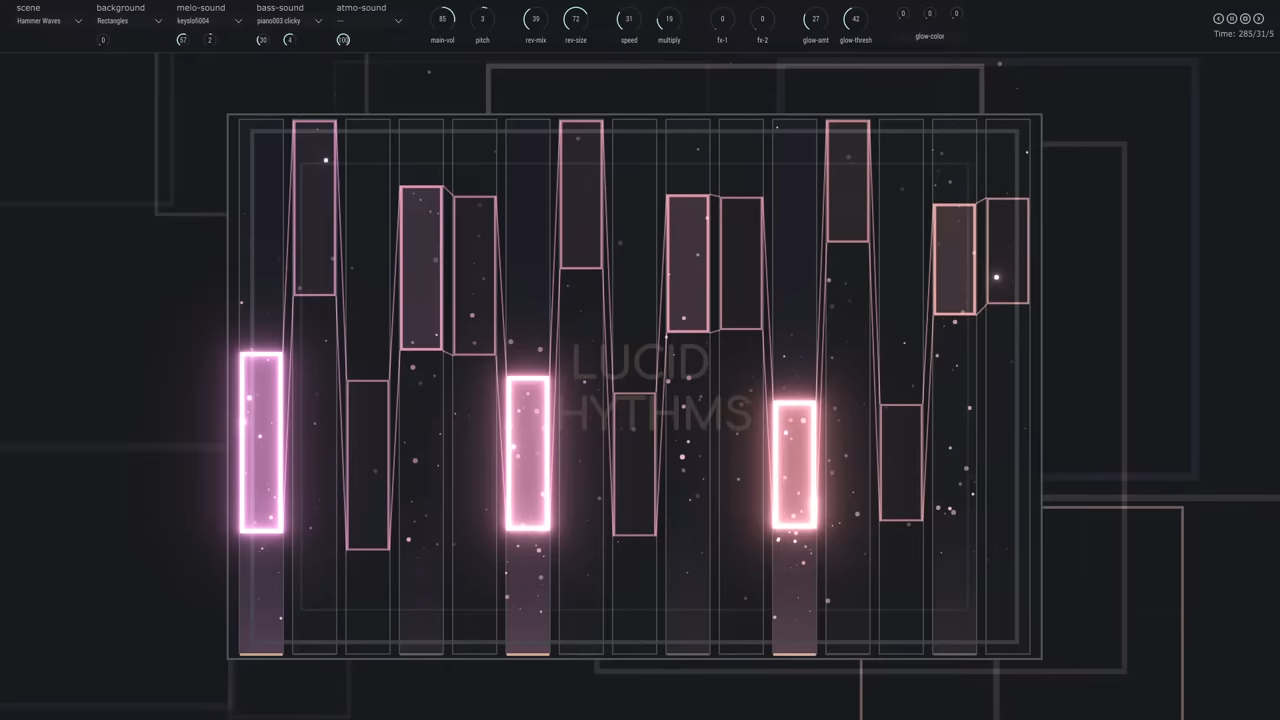 scene
Hammer Waves
background
Rectangles
0
melo-sound
keyslofi004
57 2
bass-sound
piano003 clicky
30 4
atmo-sound
---
100
85 3 39 72 31 19 0 0 27 42 0 0 0
main-vol pitch rev-mix rev-size speed multiply fx-1 fx-2 glow-amt glow-thresh glow-color
Time: 285/31/5
LUCID
HYTHMS